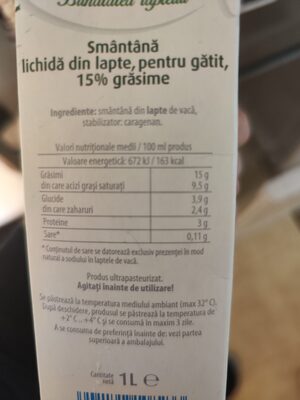 Bunătatea laptelui
Smântână
lichidă din lapte, pentru gătit,
15% grăsime
Ingrediente: smântână din lapte de vacă,
stabilizator: caragenan.
Valori nutriționale medii / 100 ml produs
Valoare energetică: 672 kJ / 163 kcal
Grăsimi 15 g
din care acizi grași saturați 9,5 g
Glucide 3,9 g
din care zaharuri 2,4 g
Proteine 3 g
Sare* 0,11 g
* Conținutul de sare se datorează exclusiv prezenței în mod
natural a sodiului în laptele de vacă.
Produs ultrapasteurizat.
Agitați înainte de utilizare!
Se păstrează la temperatura mediului ambiant (max 32° C).
După deschidere, produsul se păstrează la temperatura de
+2° C...+4° C și se consumă în maxim 3 zile.
A se consuma de preferință înainte de: vezi partea
superioară a ambalajului.
Cantitate
netă 1L ℮